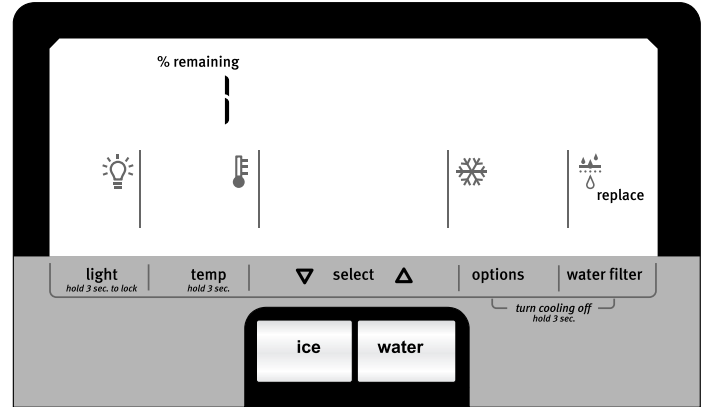 % remaining
1
replace
light temp select options water filter
hold 3 sec. to lock hold 3 sec.
turn cooling off
hold 3 sec.
ice water